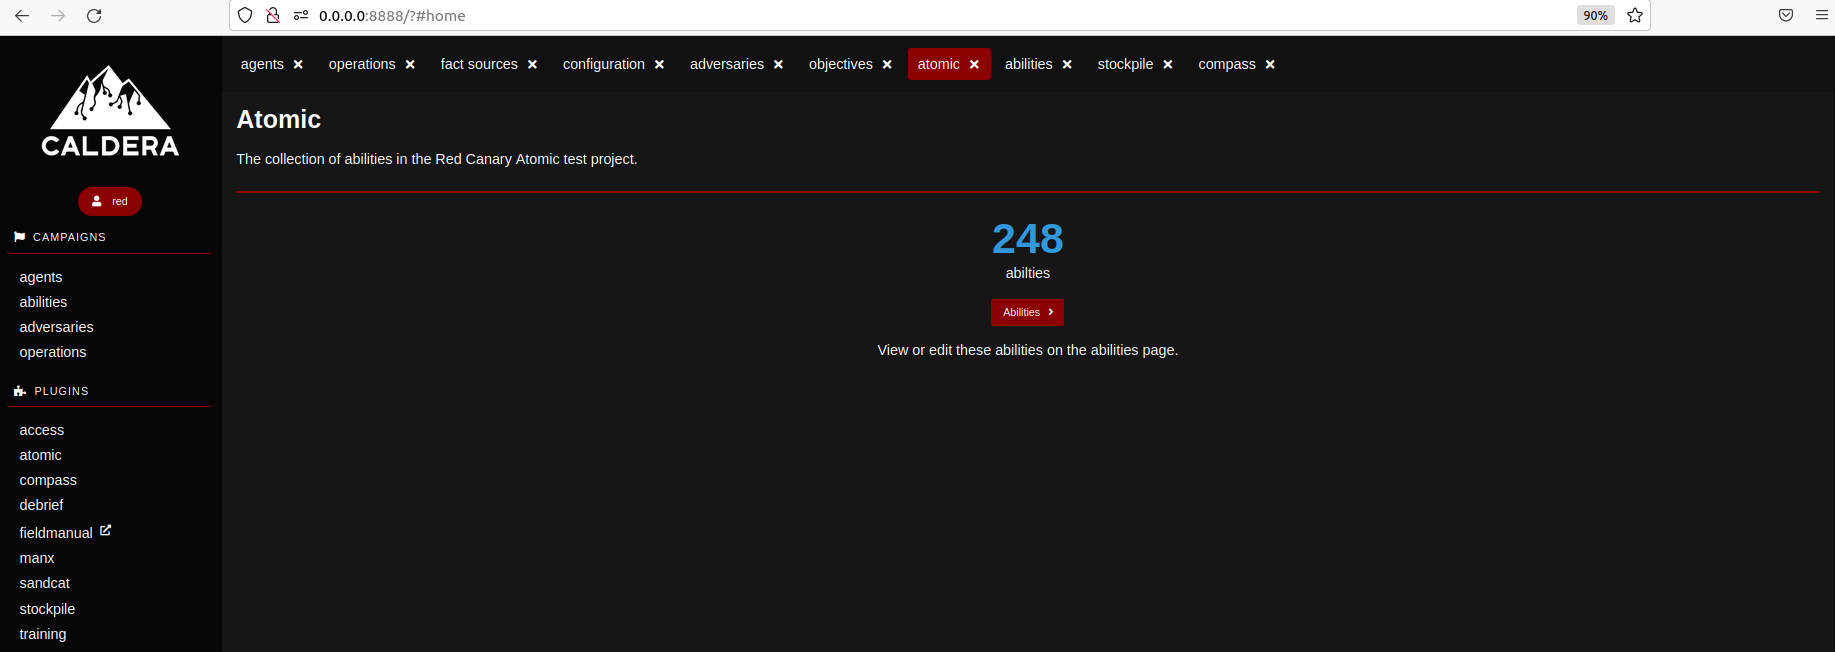 0.0.0.0:8888/?#home 90%
agents operations fact sources configuration adversaries objectives atomic abilities stockpile compass
CALDERA
red
CAMPAIGNS
agents
abilities
adversaries
operations
PLUGINS
access
atomic
compass
debrief
fieldmanual
manx
sandcat
stockpile
training
Atomic
The collection of abilities in the Red Canary Atomic test project.
248
abilties
Abilities
View or edit these abilities on the abilities page.